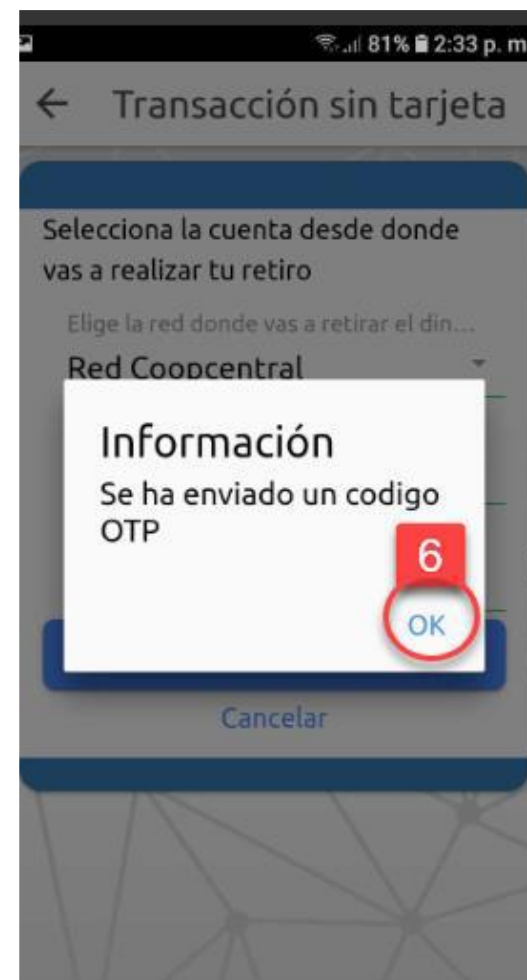 81% 2:33 p. m
Transacción sin tarjeta
Selecciona la cuenta desde donde
vas a realizar tu retiro
Elige la red donde vas a retirar el din...
Red Coopcentral
Información
Se ha enviado un codigo
OTP
6
OK
Cancelar